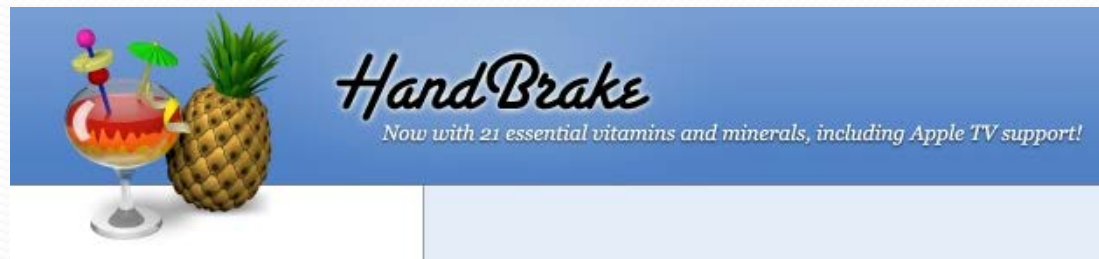 HandBrake
Now with 21 essential vitamins and minerals, including Apple TV support!